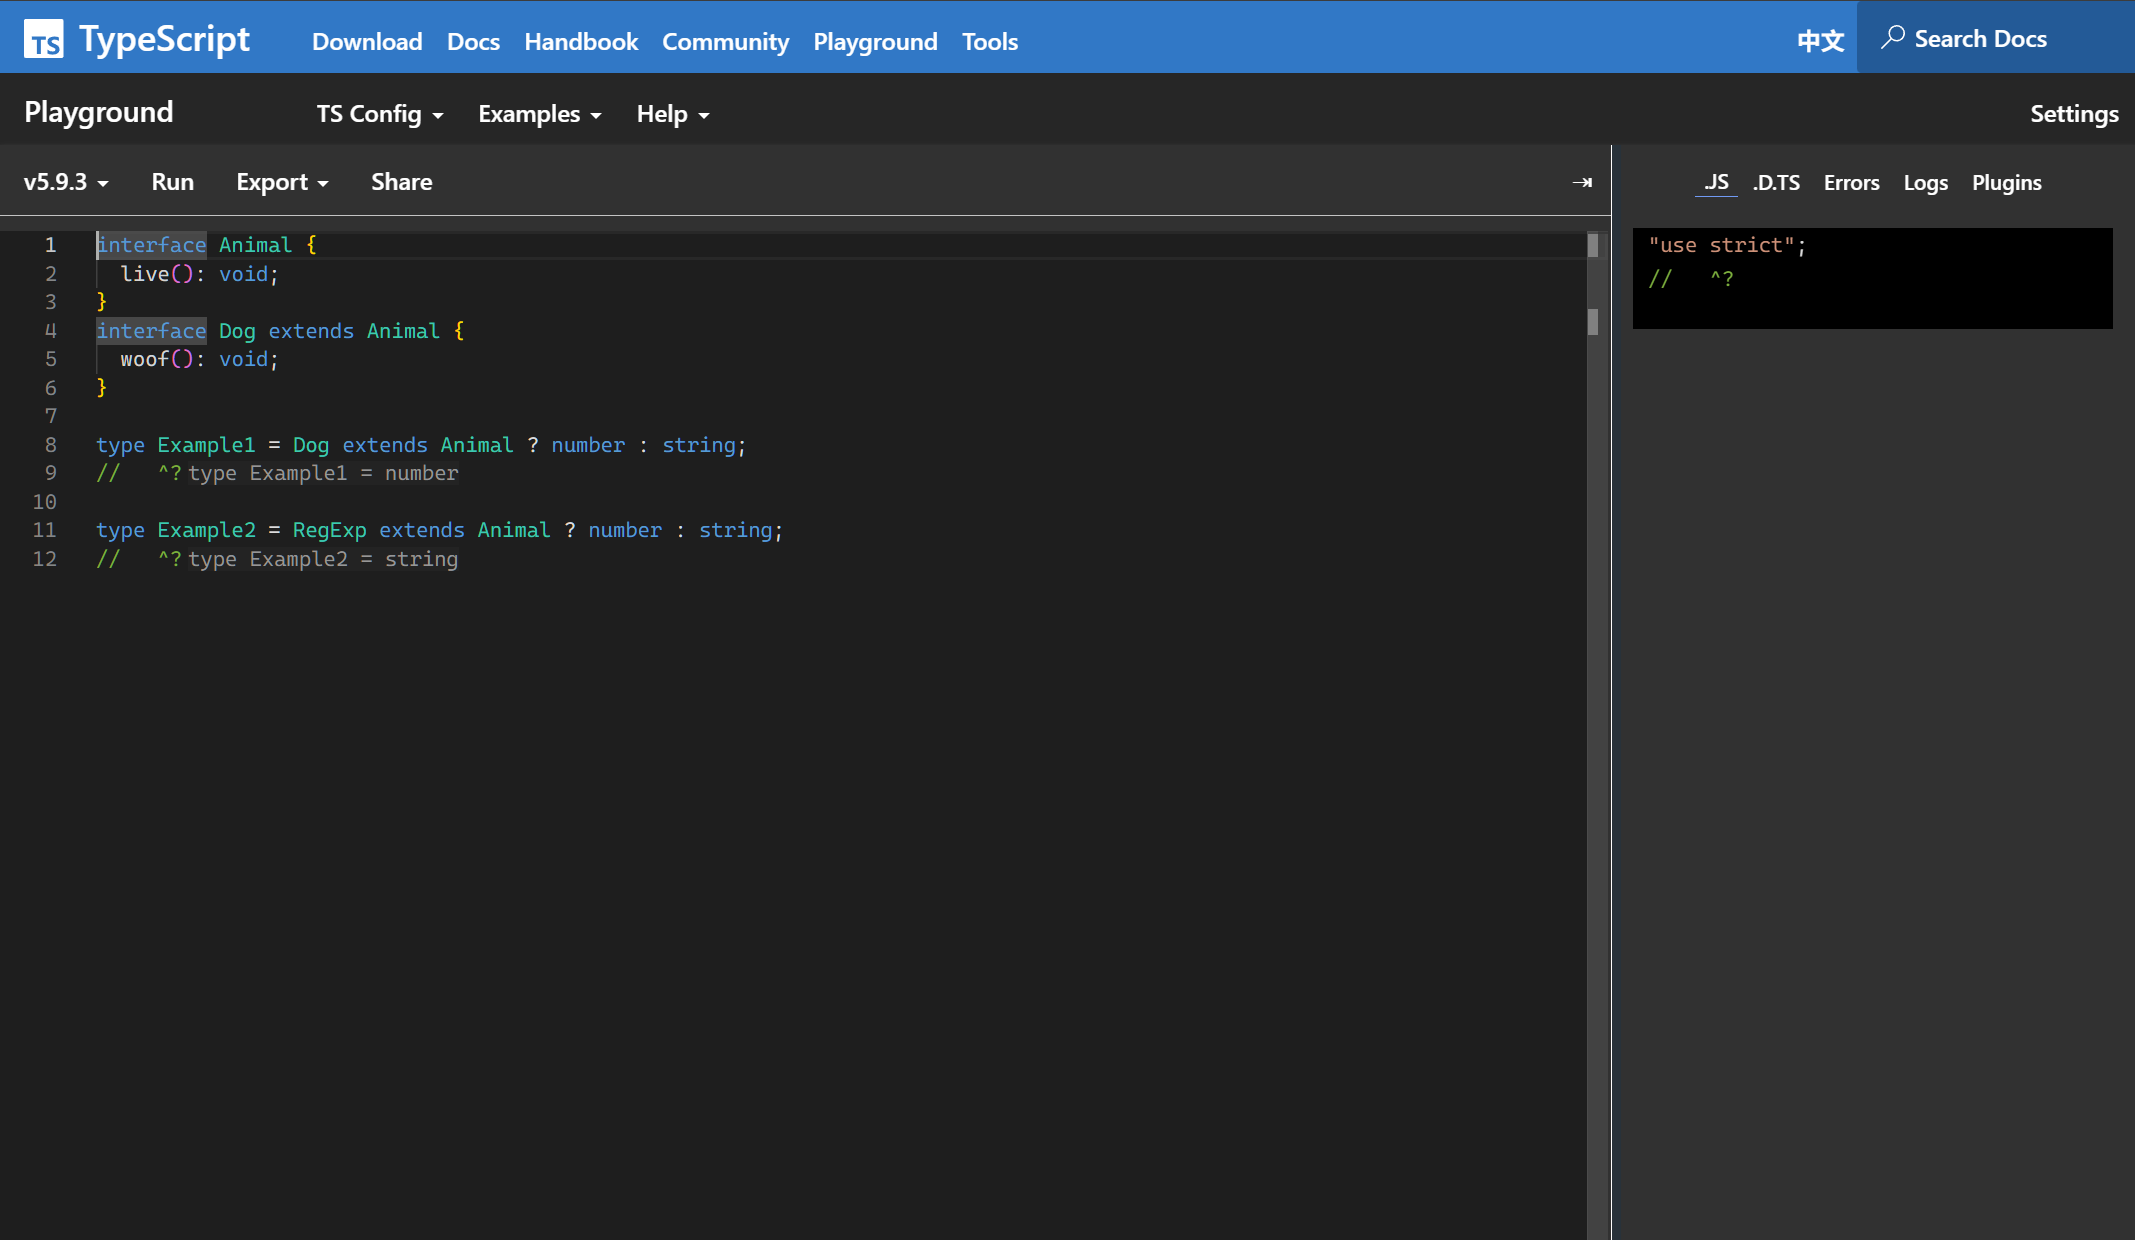 TS TypeScript Download Docs Handbook Community Playground Tools 中文 Search Docs
Playground TS Config Examples Help Settings
v5.9.3 Run Export Share
.JS .D.TS Errors Logs Plugins
1 interface Animal {
2   live(): void;
3 }
4 interface Dog extends Animal {
5   woof(): void;
6 }
7
8 type Example1 = Dog extends Animal ? number : string;
9 //   ^? type Example1 = number
10
11 type Example2 = RegExp extends Animal ? number : string;
12 //   ^? type Example2 = string
"use strict";
//   ^?